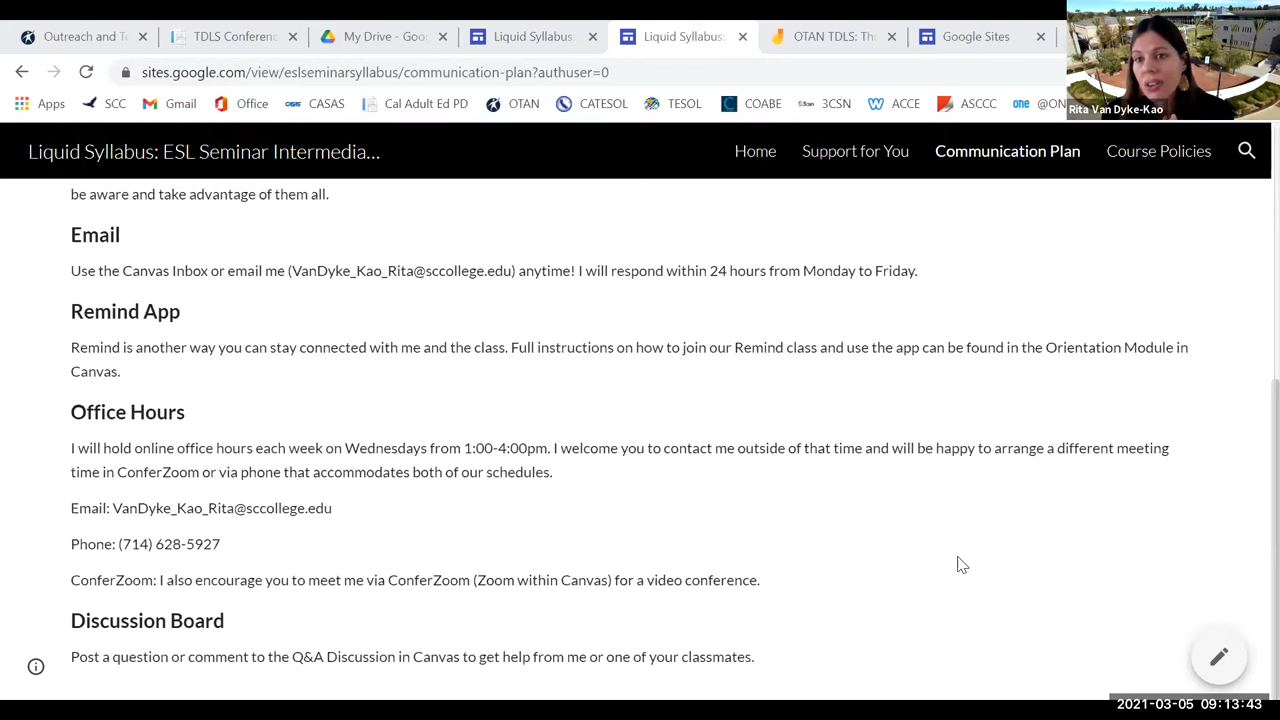 Outreach and Te
TDLS Conferenc
My Drive - Goo
Liquid Syllabus
Liquid Syllabus:
OTAN TDLS: Th
Google Sites
sites.google.com/view/eslseminarsyllabus/communication-plan?authuser=0
Apps
SCC
Gmail
Office
CASAS
Cal Adult Ed PD
OTAN
CATESOL
TESOL
COABE
3CSN
ACCE
ASCCC
@ON
Rita Van Dyke-Kao
Liquid Syllabus: ESL Seminar Intermedia...
Home
Support for You
Communication Plan
Course Policies
be aware and take advantage of them all.
Email
Use the Canvas Inbox or email me (VanDyke_Kao_Rita@sccollege.edu) anytime! I will respond within 24 hours from Monday to Friday.
Remind App
Remind is another way you can stay connected with me and the class. Full instructions on how to join our Remind class and use the app can be found in the Orientation Module in
Canvas.
Office Hours
I will hold online office hours each week on Wednesdays from 1:00-4:00pm. I welcome you to contact me outside of that time and will be happy to arrange a different meeting
time in ConferZoom or via phone that accommodates both of our schedules.
Email: VanDyke_Kao_Rita@sccollege.edu
Phone: (714) 628-5927
ConferZoom: I also encourage you to meet me via ConferZoom (Zoom within Canvas) for a video conference.
Discussion Board
Post a question or comment to the Q&A Discussion in Canvas to get help from me or one of your classmates.
2021-03-05 09:13:43